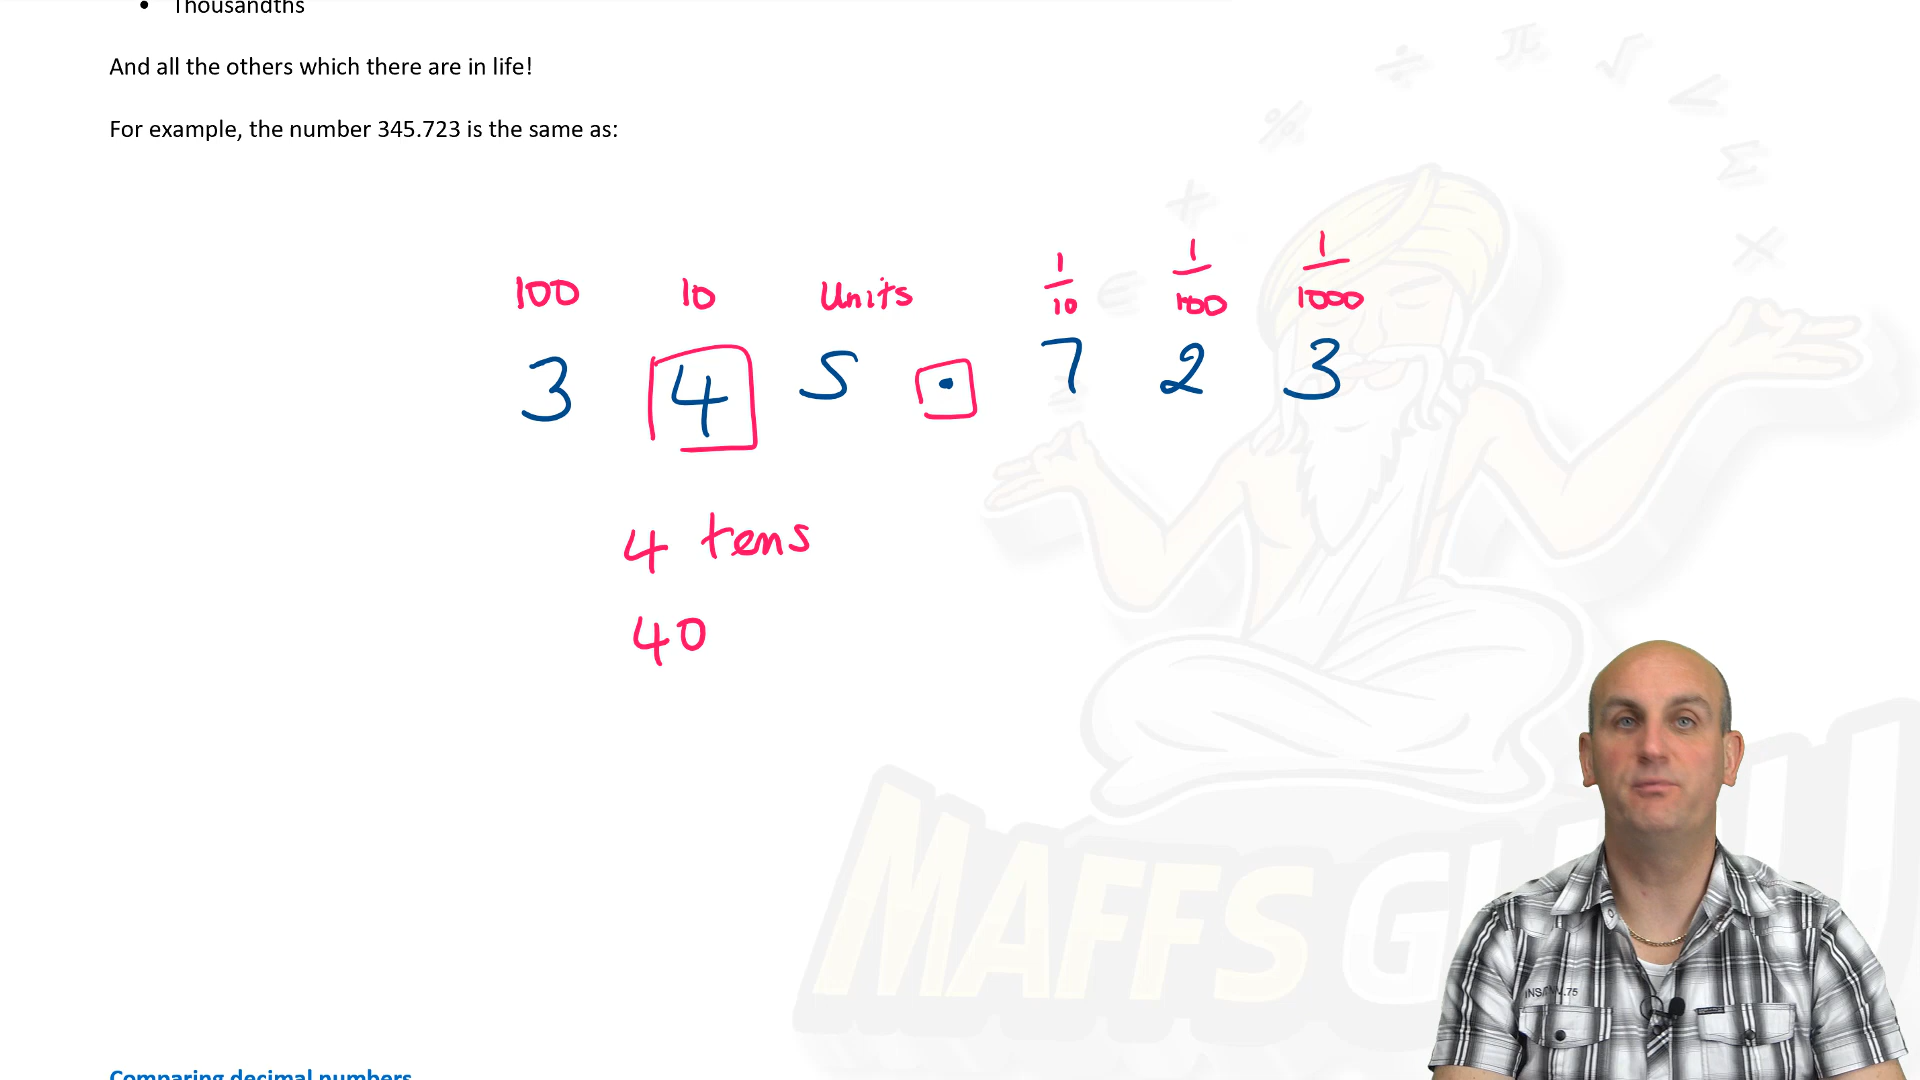 Thousandths
And all the others which there are in life!
For example, the number 345.723 is the same as:
100 10 Units 1/10 1/100 1/1000
3 4 5 . 7 2 3
4 tens
40
MAFFS G
Comparing decimal numbers